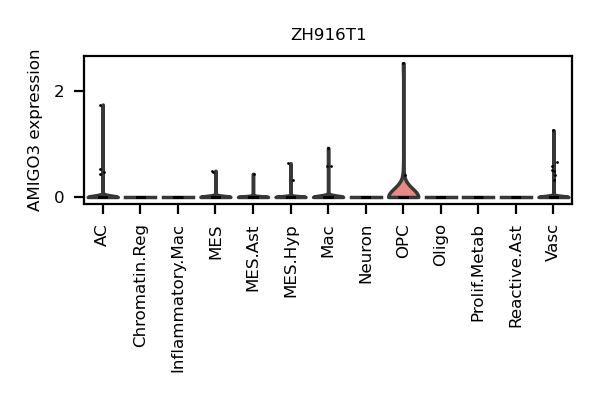 ZH916T1
AMIGO3 expression
2
0
AC
Chromatin.Reg
Inflammatory.Mac
MES
MES.Ast
MES.Hyp
Mac
Neuron
OPC
Oligo
Prolif.Metab
Reactive.Ast
Vasc